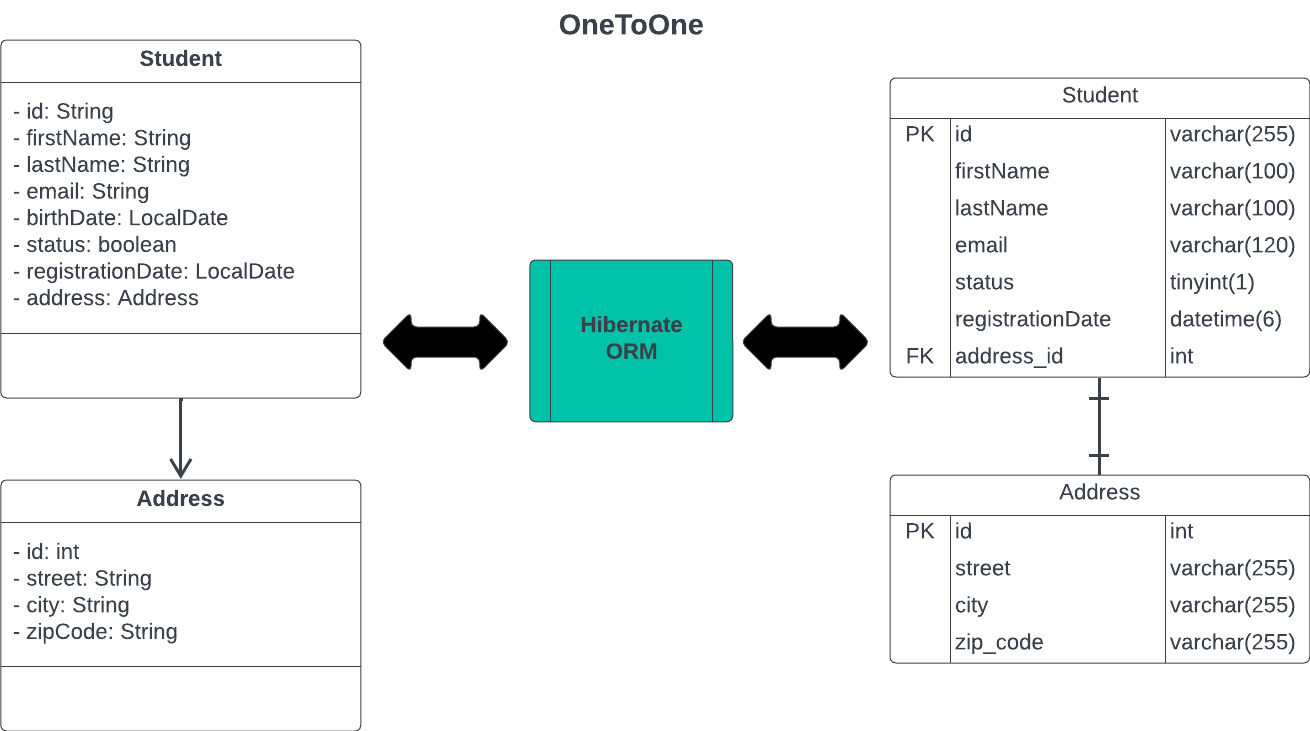 OneToOne
Student
- id: String
- firstName: String
- lastName: String
- email: String
- birthDate: LocalDate
- status: boolean
- registrationDate: LocalDate
- address: Address
Address
- id: int
- street: String
- city: String
- zipCode: String
Hibernate
ORM
Student
PK id varchar(255)
firstName varchar(100)
lastName varchar(100)
email varchar(120)
status tinyint(1)
registrationDate datetime(6)
FK address_id int
Address
PK id int
street varchar(255)
city varchar(255)
zip_code varchar(255)